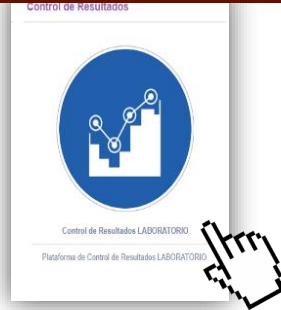 Control de Resultados
Control de Resultados LABORATORIO
Plataforma de Control de Resultados LABORATORIO